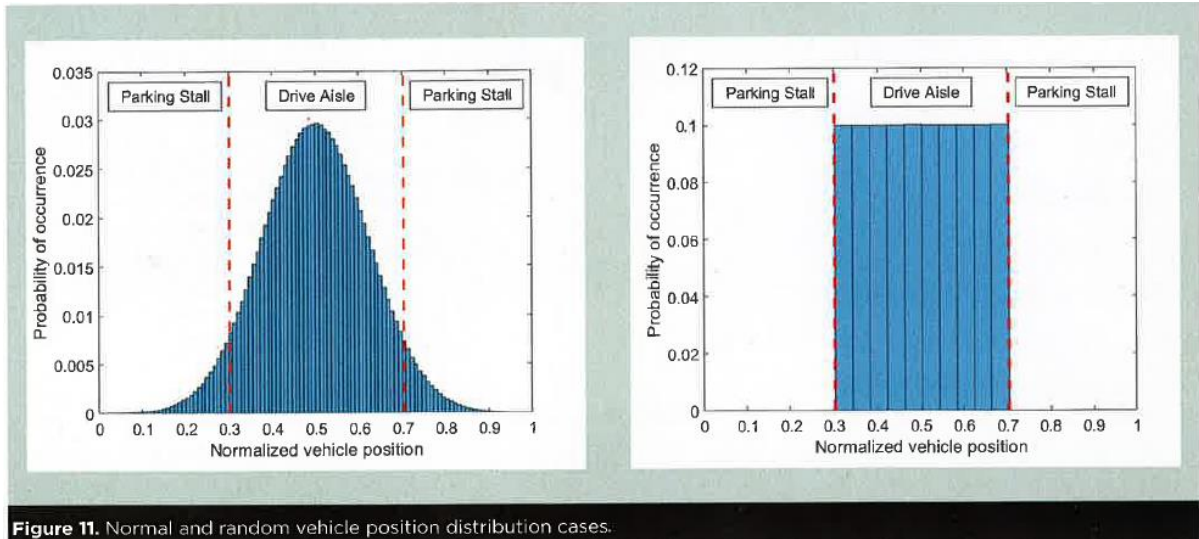 0.035
0.03
0.025
0.02
0.015
0.01
0.005
0
Parking Stall
Drive Aisle
Parking Stall
Probability of occurrence
0 0.1 0.2 0.3 0.4 0.5 0.6 0.7 0.8 0.9 1
Normalized vehicle position
0.12
0.1
0.08
0.06
0.04
0.02
0
Parking Stall
Drive Aisle
Parking Stall
Probability of occurrence
0 0.1 0.2 0.3 0.4 0.5 0.6 0.7 0.8 0.9 1
Normalized vehicle position
Figure 11. Normal and random vehicle position distribution cases.